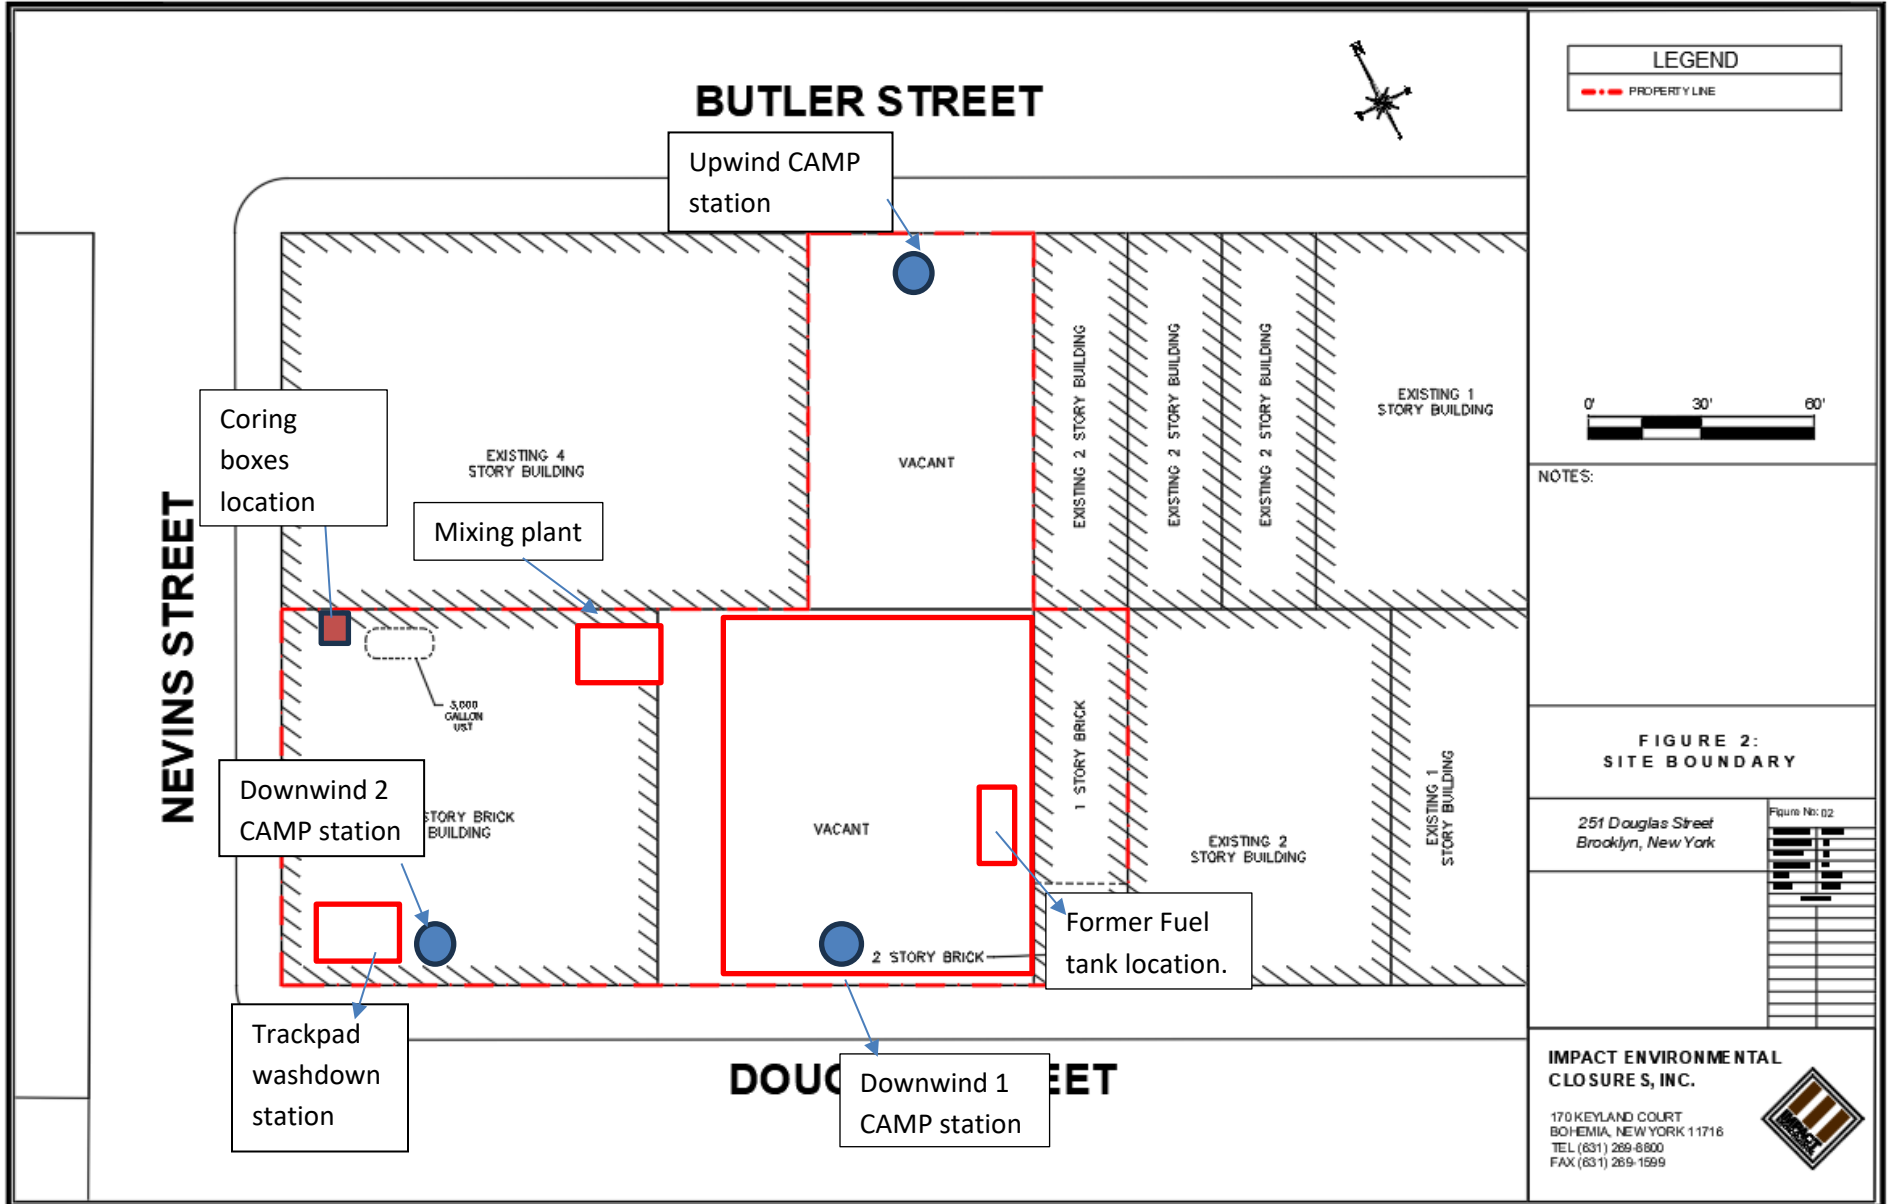 BUTLER STREET
N
Upwind CAMP
station
Coring
boxes
location
EXISTING 4
STORY BUILDING
Mixing plant
VACANT
EXISTING 2 STORY BUILDING
EXISTING 2 STORY BUILDING
EXISTING 2 STORY BUILDING
EXISTING 1
STORY BUILDING
NEVINS STREET
GALLON
UST
Downwind 2
CAMP station
STORY BRICK
BUILDING
VACANT
1 STORY BRICK
EXISTING 2
STORY BUILDING
EXISTING 1
STORY BUILDING
2 STORY BRICK
Former Fuel
tank location.
Trackpad
washdown
station
DOUG
EET
Downwind 1
CAMP station
LEGEND
PROPERTY LINE
0' 30' 60'
NOTES:
FIGURE 2:
SITE BOUNDARY
251 Douglas Street
Brooklyn, New York
Figure No: 02
IMPACT ENVIRONMENTAL
CLOSURES, INC.
170 KEYLAND COURT
BOHEMIA, NEW YORK 11716
TEL (631) 269-8800
FAX (631) 269-1599
IMPACT